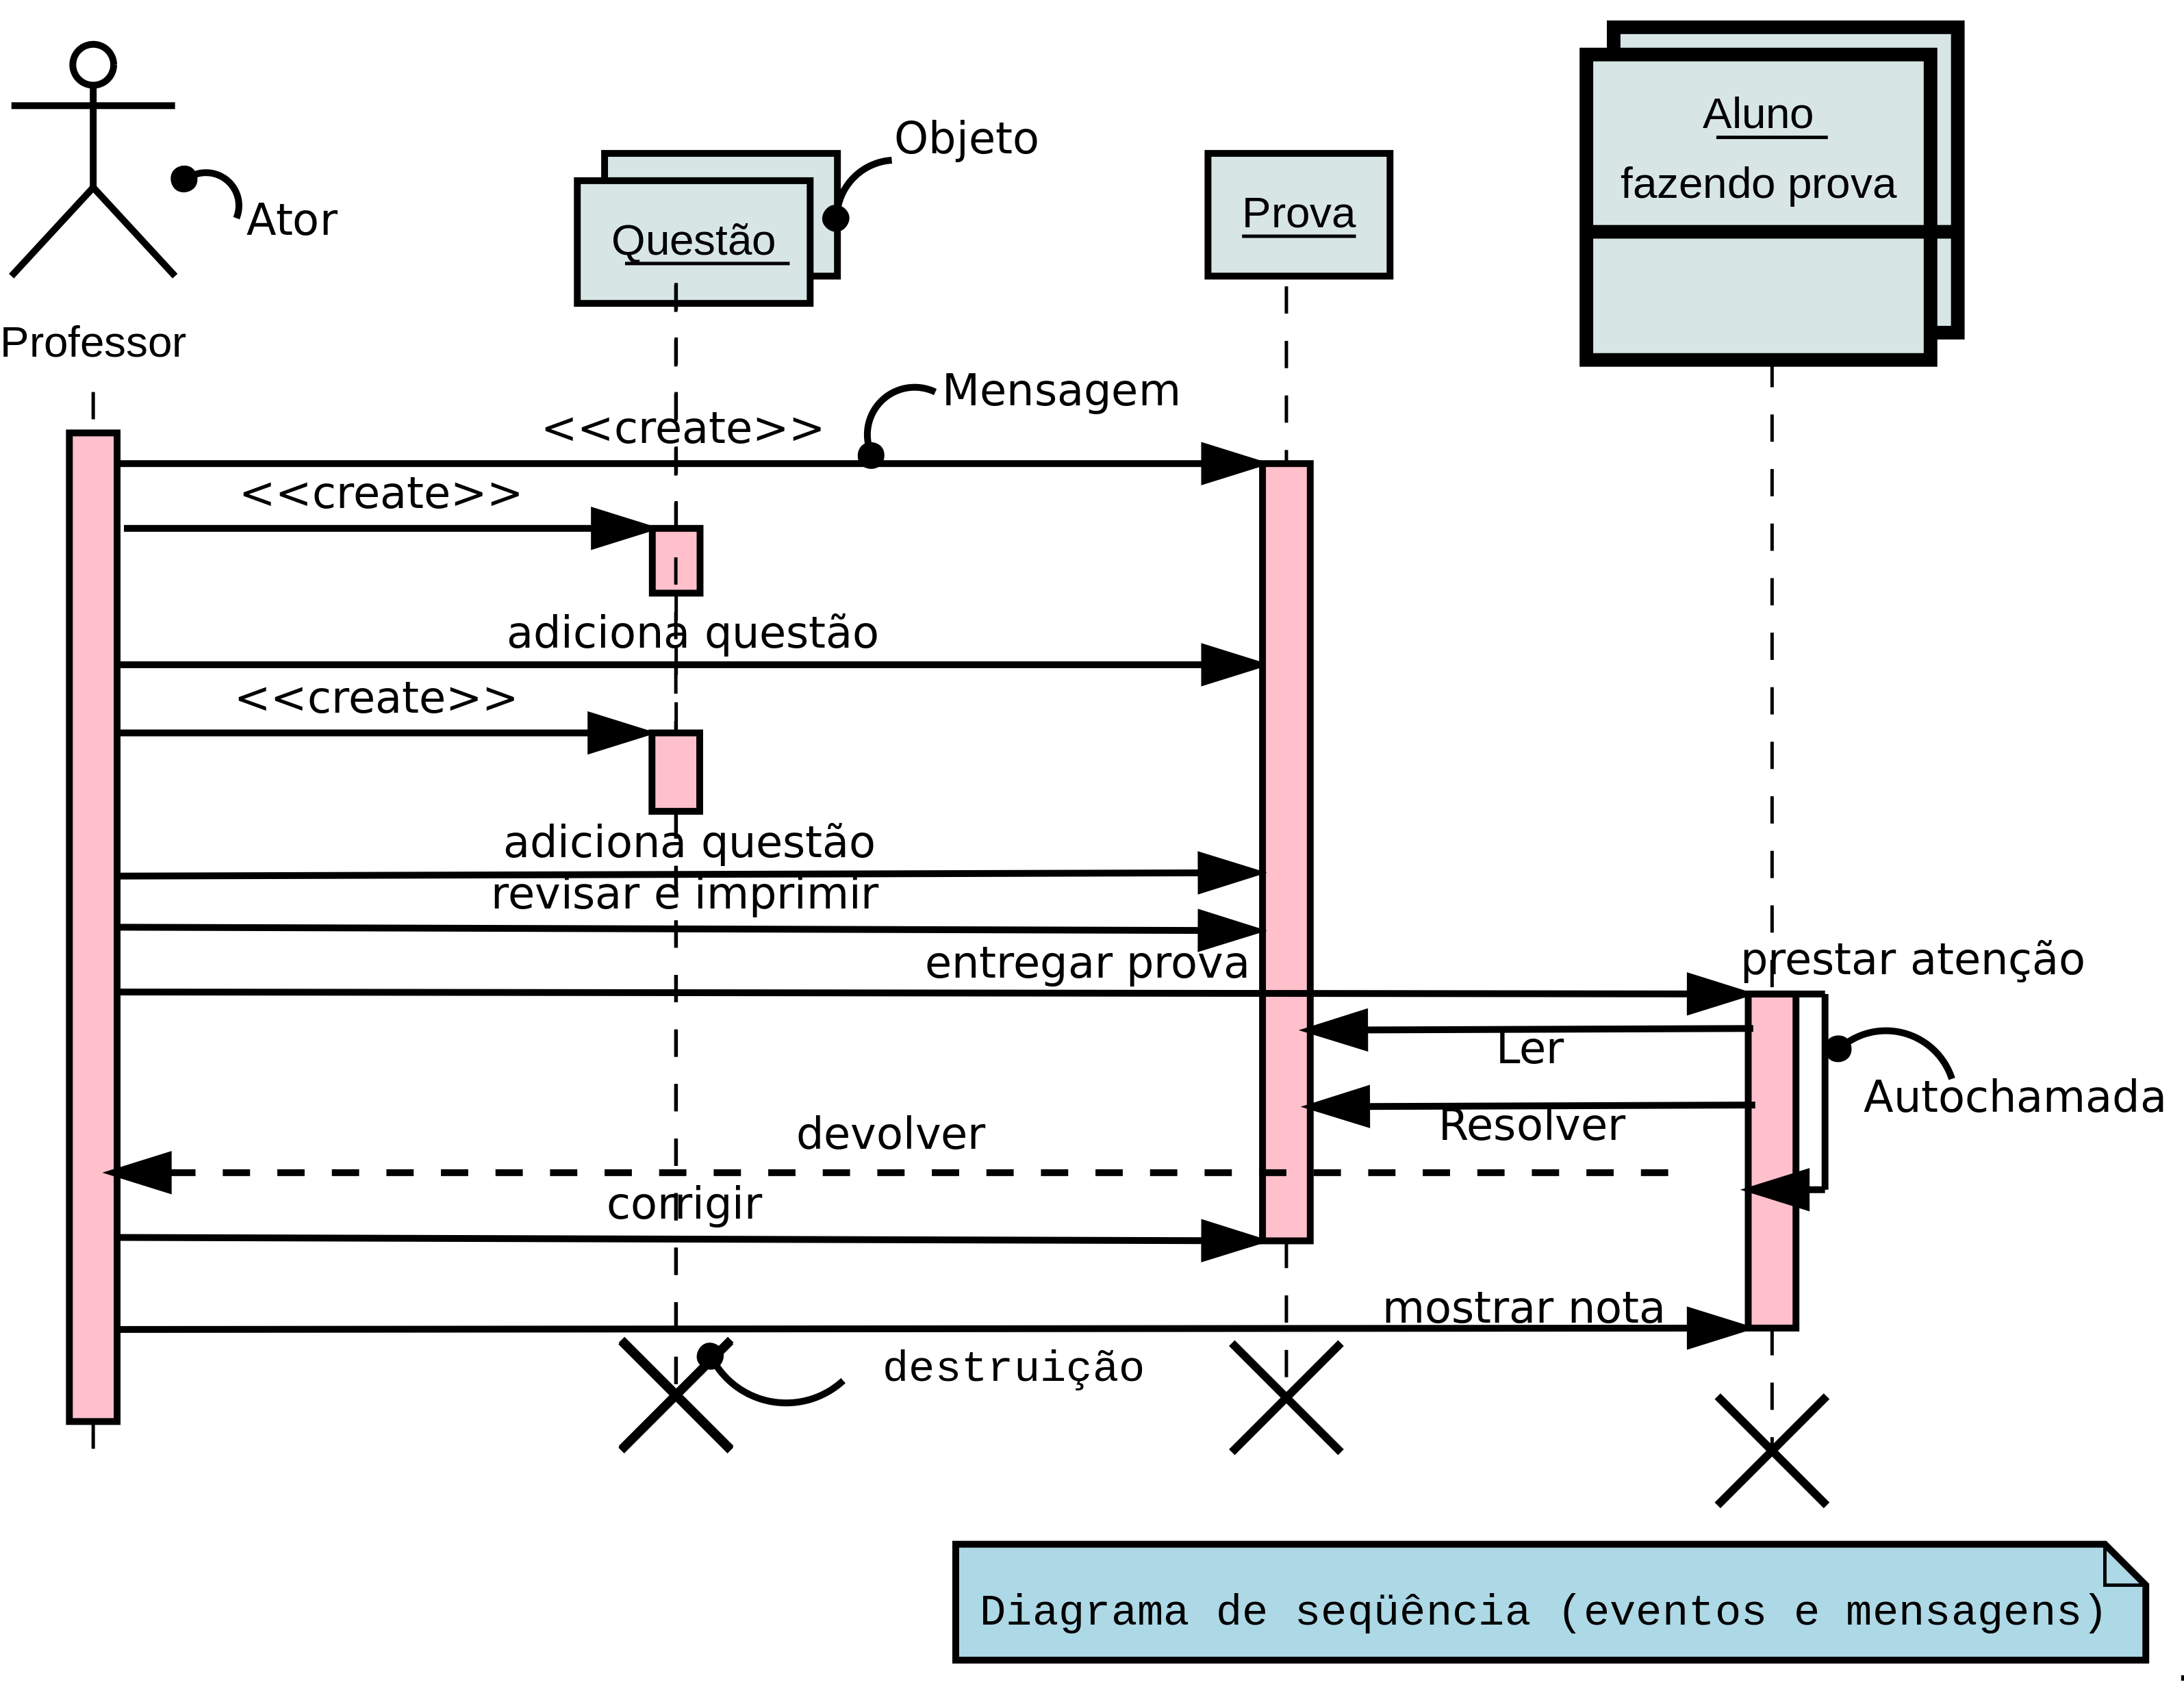 Aluno
fazendo prova
Objeto
Ator
Questão
Prova
Professor
Mensagem
<<create>>
<<create>>
adiciona questão
<<create>>
adiciona questão
revisar e imprimir
entregar prova
prestar atenção
Ler
Autochamada
Resolver
devolver
corrigir
mostrar nota
destruição
Diagrama de seqüência (eventos e mensagens)